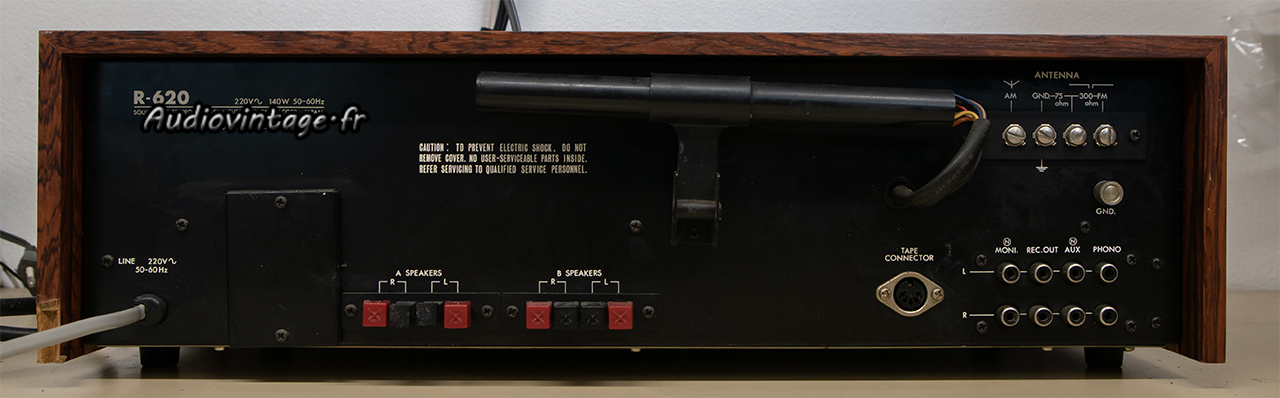 R-620 220V 140W 50-60Hz
Audiovintage.fr
CAUTION: TO PREVENT ELECTRIC SHOCK, DO NOT
REMOVE COVER. NO USER-SERVICEABLE PARTS INSIDE.
REFER SERVICING TO QUALIFIED SERVICE PERSONNEL.
ANTENNA
AM GND. 75 ohm 300 ohm FM
GND.
LINE 220V
50-60Hz
A SPEAKERS
R L
B SPEAKERS
R L
TAPE
CONNECTOR
N N
MONI. REC.OUT AUX PHONO
L
R